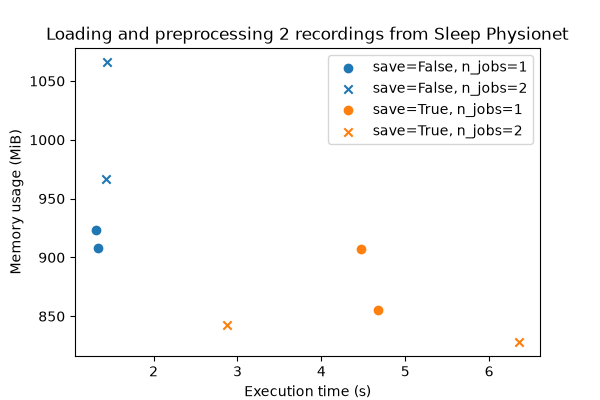 Loading and preprocessing 2 recordings from Sleep Physionet
save=False, n_jobs=1
save=False, n_jobs=2
save=True, n_jobs=1
save=True, n_jobs=2
Memory usage (MiB)
1050
1000
950
900
850
2 3 4 5 6
Execution time (s)